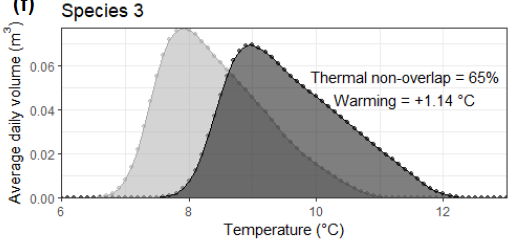 (f) Species 3
Average daily volume (m³)
0.06
0.04
0.02
0.00
Thermal non-overlap = 65%
Warming = +1.14 °C
6 8 10 12
Temperature (°C)